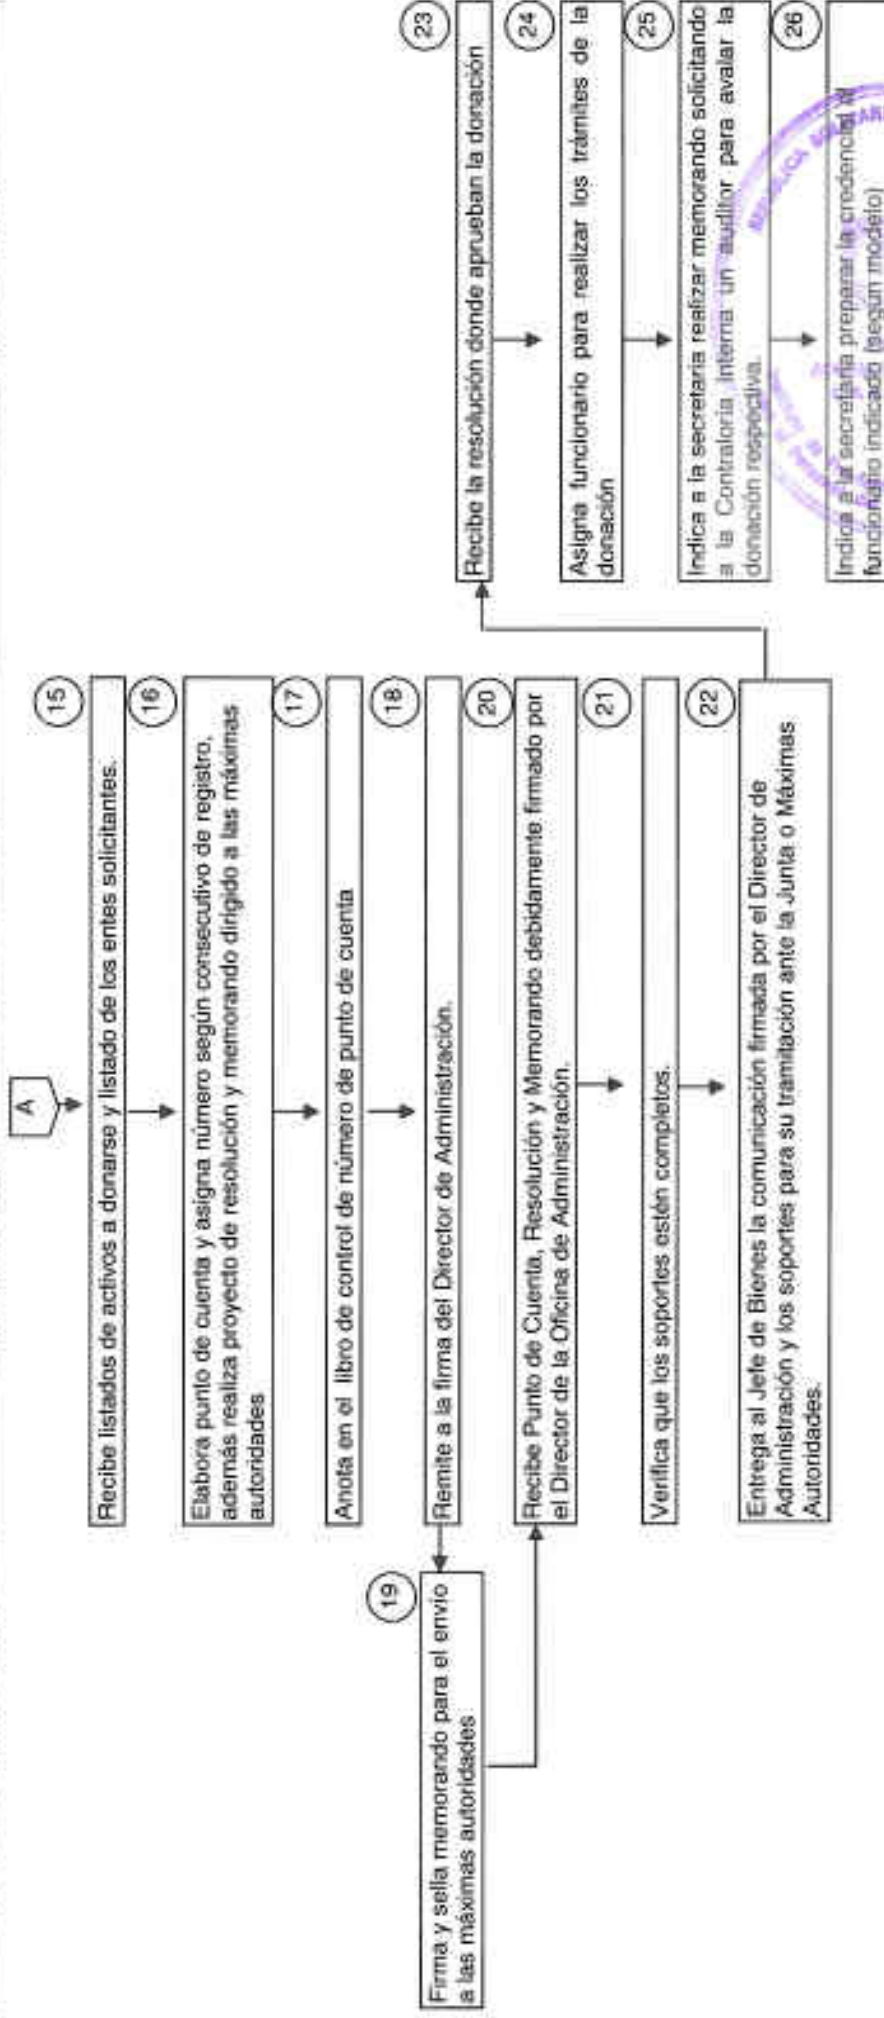 A
15
Recibe listados de activos a donarse y listado de los entes solicitantes.
16
Elabora punto de cuenta y asigna número según consecutivo de registro,
además realiza proyecto de resolución y memorando dirigido a las máximas
autoridades
17
Anota en el libro de control de número de punto de cuenta
18
Remite a la firma del Director de Administración.
19
Firma y sella memorando para el envío
a las máximas autoridades
20
Recibe Punto de Cuenta, Resolución y Memorando debidamente firmado por
el Director de la Oficina de Administración.
21
Verifica que los soportes estén completos.
22
Entrega al Jefe de Bienes la comunicación firmada por el Director de
Administración y los soportes para su tramitación ante la Junta o Máximas
Autoridades.
23
Recibe la resolución donde aprueban la donación
24
Asigna funcionario para realizar los trámites de la
donación
25
Indica a la secretaria realizar memorando solicitando
a la Contraloría Interna un auditor para avalar la
donación respectiva.
26
Indica a la secretaria preparar la credencial al
funcionario indicado (según modelo)